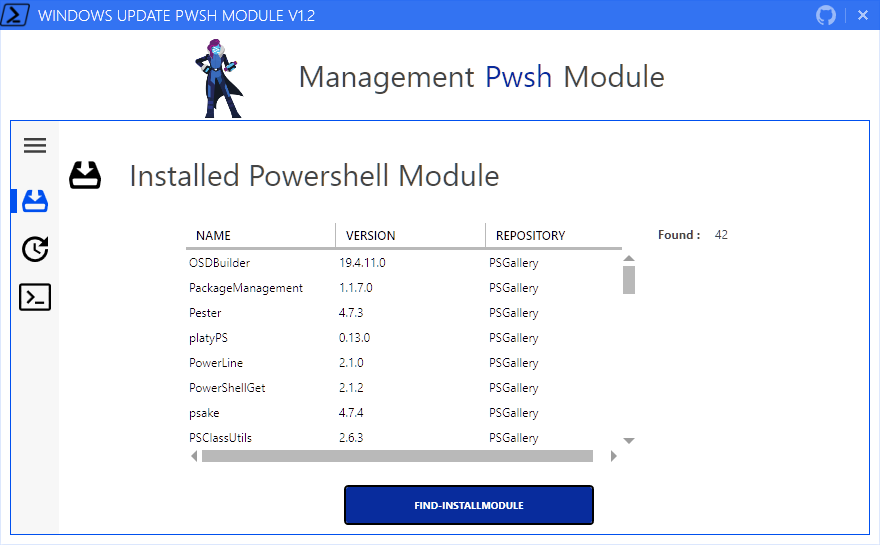 WINDOWS UPDATE PWSH MODULE V1.2
Management Pwsh Module
Installed Powershell Module
NAME VERSION REPOSITORY Found : 42
OSDBuilder 19.4.11.0 PSGallery
PackageManagement 1.1.7.0 PSGallery
Pester 4.7.3 PSGallery
platyPS 0.13.0 PSGallery
PowerLine 2.1.0 PSGallery
PowerShellGet 2.1.2 PSGallery
psake 4.7.4 PSGallery
PSClassUtils 2.6.3 PSGallery
FIND-INSTALLMODULE